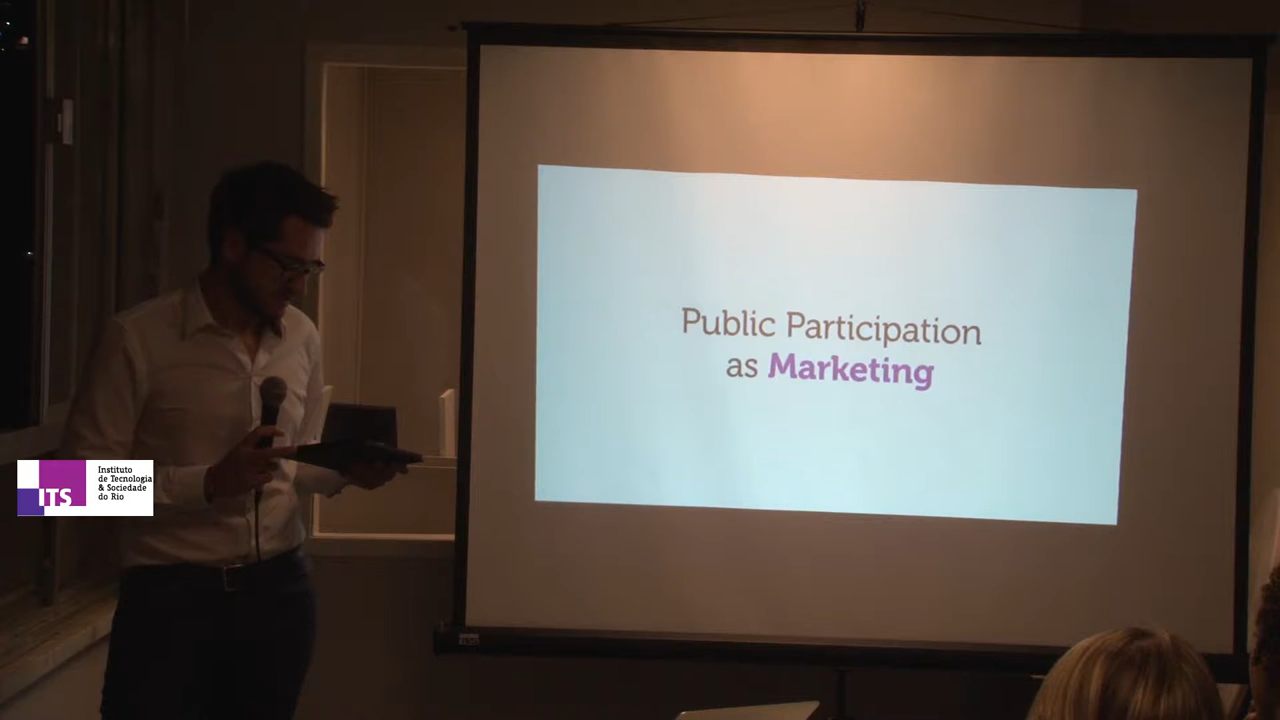 Public Participation
as Marketing
ITS
Instituto
de Tecnologia
& Sociedade
do Rio